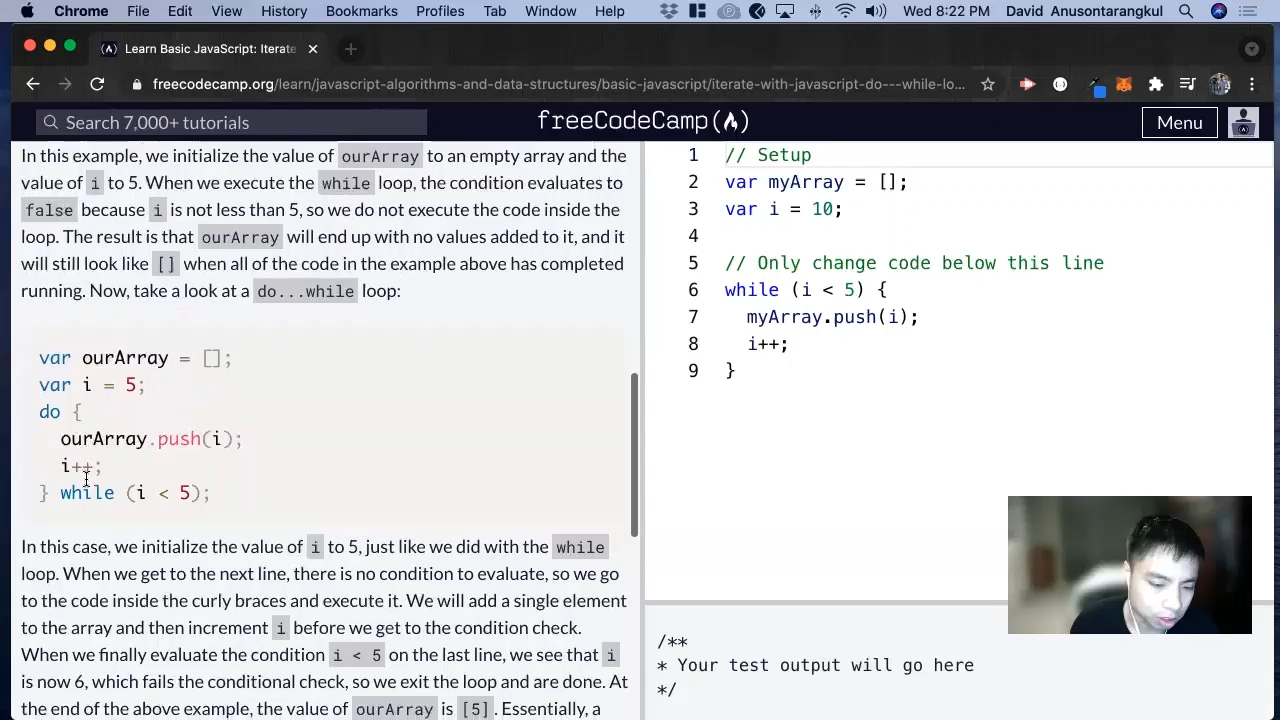 Chrome File Edit View History Bookmarks Profiles Tab Window Help Wed 8:22 PM David Anusontarangkul
Learn Basic JavaScript: Iterate
freecodecamp.org/learn/javascript-algorithms-and-data-structures/basic-javascript/iterate-with-javascript-do---while-lo...
Search 7,000+ tutorials
freeCodeCamp(🔥)
Menu
In this example, we initialize the value of ourArray to an empty array and the
value of i to 5. When we execute the while loop, the condition evaluates to
false because i is not less than 5, so we do not execute the code inside the
loop. The result is that ourArray will end up with no values added to it, and it
will still look like [] when all of the code in the example above has completed
running. Now, take a look at a do...while loop:
var ourArray = [];
var i = 5;
do {
ourArray.push(i);
i++;
} while (i < 5);
In this case, we initialize the value of i to 5, just like we did with the while
loop. When we get to the next line, there is no condition to evaluate, so we go
to the code inside the curly braces and execute it. We will add a single element
to the array and then increment i before we get to the condition check.
When we finally evaluate the condition i < 5 on the last line, we see that i
is now 6, which fails the conditional check, so we exit the loop and are done. At
the end of the above example, the value of ourArray is [5]. Essentially, a
1 // Setup
2 var myArray = [];
3 var i = 10;
4
5 // Only change code below this line
6 while (i < 5) {
7 myArray.push(i);
8 i++;
9 }
/**
* Your test output will go here
*/